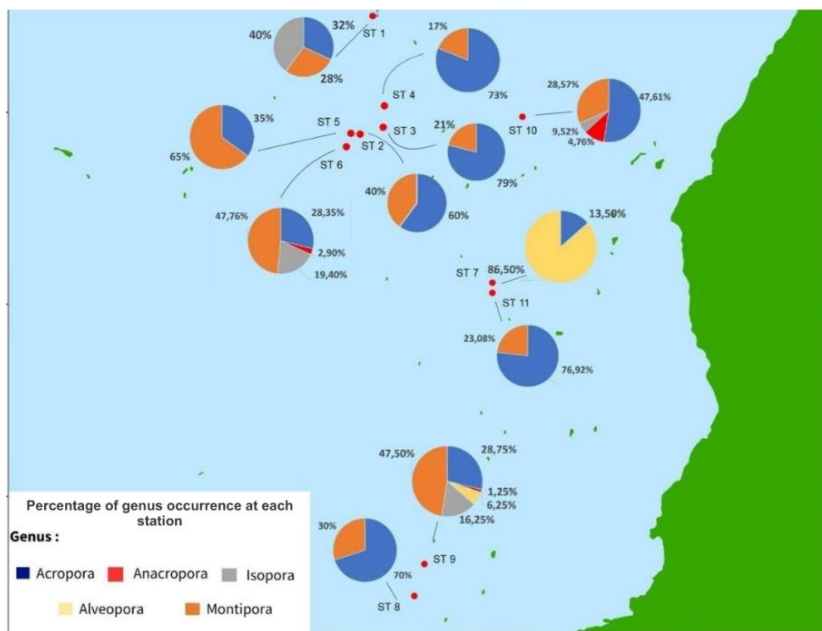 40%
32%
ST 1
28%
17%
ST 4
73%
28,57%
47,61%
ST 10
9,52%
4,76%
35%
ST 5
ST 3
21%
65%
ST 2
ST 6
79%
40%
60%
47,76%
28,35%
2,90%
19,40%
13,50%
ST 7
86,50%
ST 11
23,08%
76,92%
47,50%
28,75%
1,25%
6,25%
16,25%
30%
ST 9
70%
ST 8
Percentage of genus occurrence at each
station
Genus :
Acropora
Anacropora
Isopora
Alveopora
Montipora